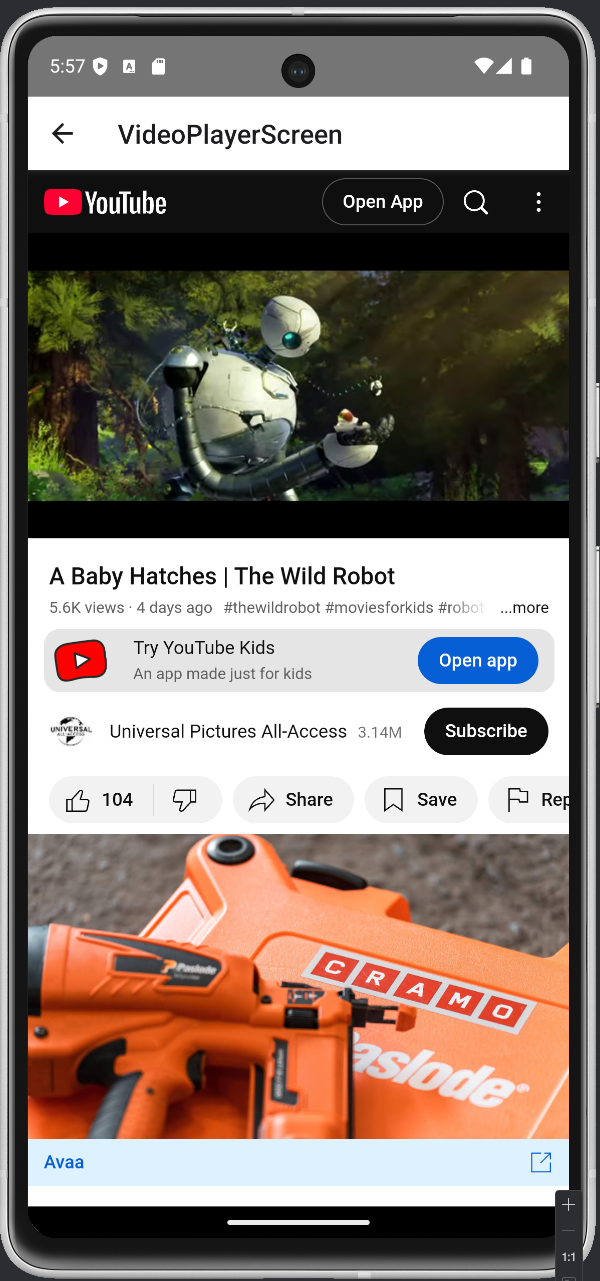 5:57
A
VideoPlayerScreen
YouTube
Open App
A Baby Hatches | The Wild Robot
5.6K views · 4 days ago #thewildrobot #moviesforkids #robot ...more
Try YouTube Kids
An app made just for kids
Open app
UNIVERSAL
ALL-ACCESS
Universal Pictures All-Access 3.14M
Subscribe
104
Share
Save
Rep
Paslode
CRAMO
Paslode®
Avaa
1:1